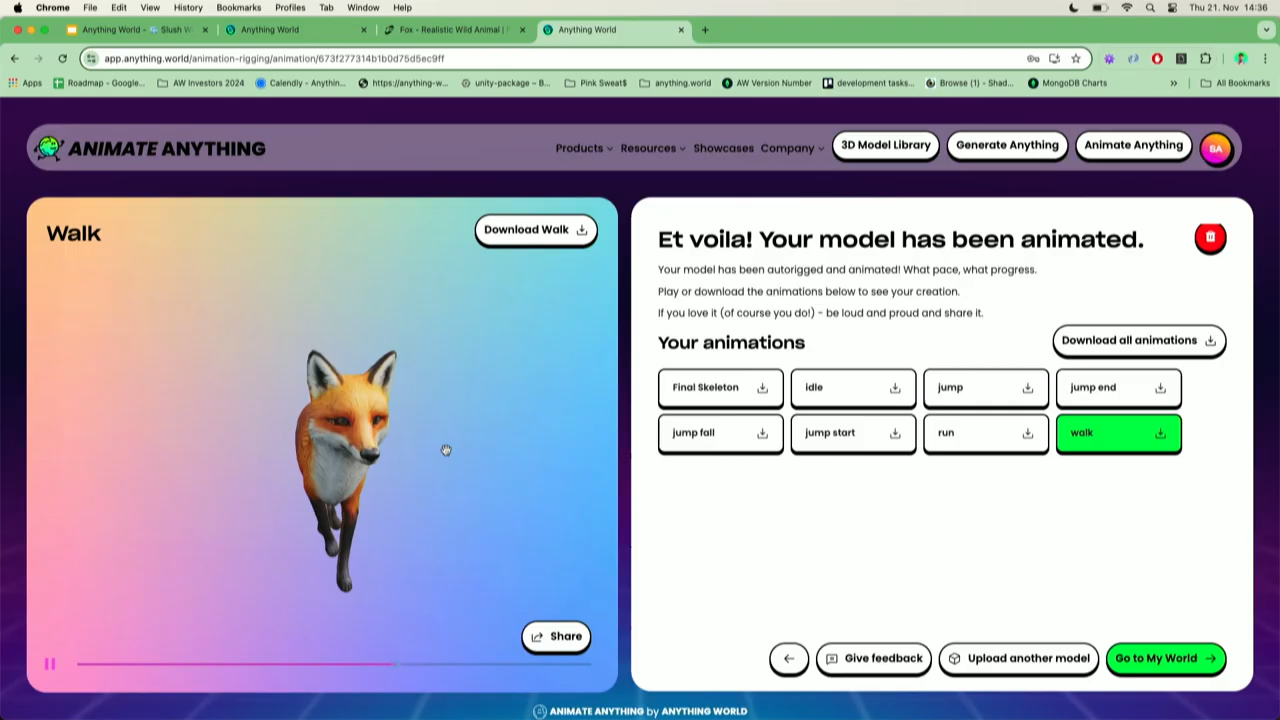 Chrome File Edit View History Bookmarks Profiles Tab Window Help Thu 21. Nov 14:36
Anything World - Slush W Anything World Fox - Realistic Wild Animal | Anything World
app.anything.world/animation-rigging/animation/673f277314b1b0d75d5ec9ff
Apps Roadmap - Google... AW Investors 2024 Calendly - Anythin... https://anything-w... unity-package – B... Pink Sweat$ anything.world AW Version Number development tasks... Browse (1) - Shad... MongoDB Charts » All Bookmarks
ANIMATE ANYTHING Products Resources Showcases Company 3D Model Library Generate Anything Animate Anything BA
Walk
Download Walk
Et voila! Your model has been animated.
Your model has been autorigged and animated! What pace, what progress.
Play or download the animations below to see your creation.
If you love it (of course you do!) - be loud and proud and share it.
Your animations
Download all animations
Final Skeleton idle jump jump end
jump fall jump start run walk
Share
Give feedback Upload another model Go to My World
ANIMATE ANYTHING by ANYTHING WORLD